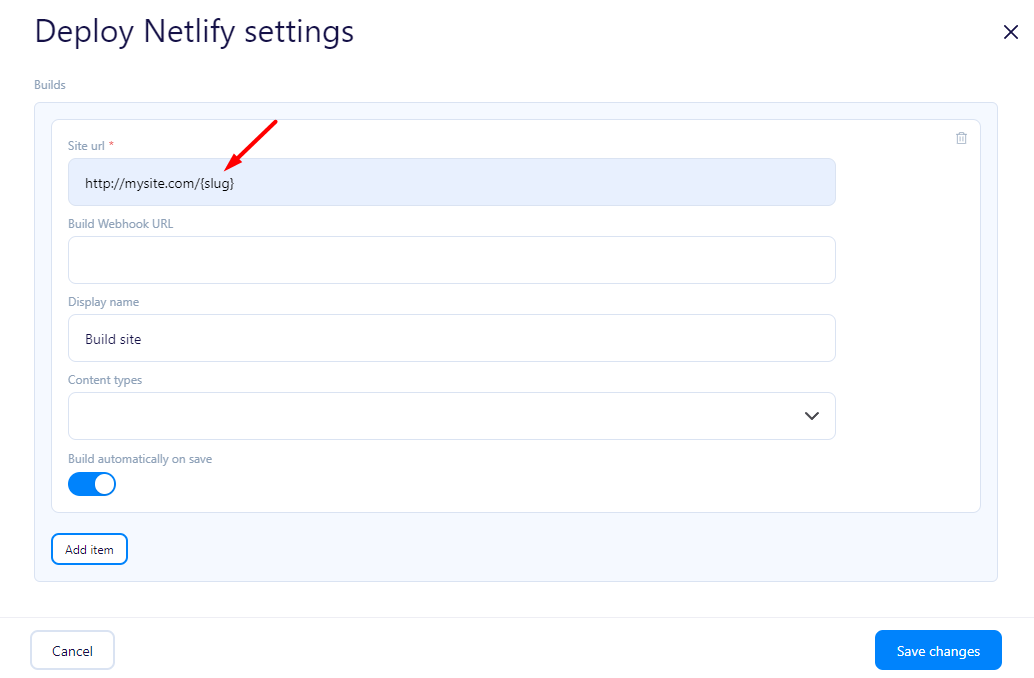 Deploy Netlify settings
Builds
Site url *
http://mysite.com/{slug}
Build Webhook URL
Display name
Build site
Content types
Build automatically on save
Add item
Cancel
Save changes